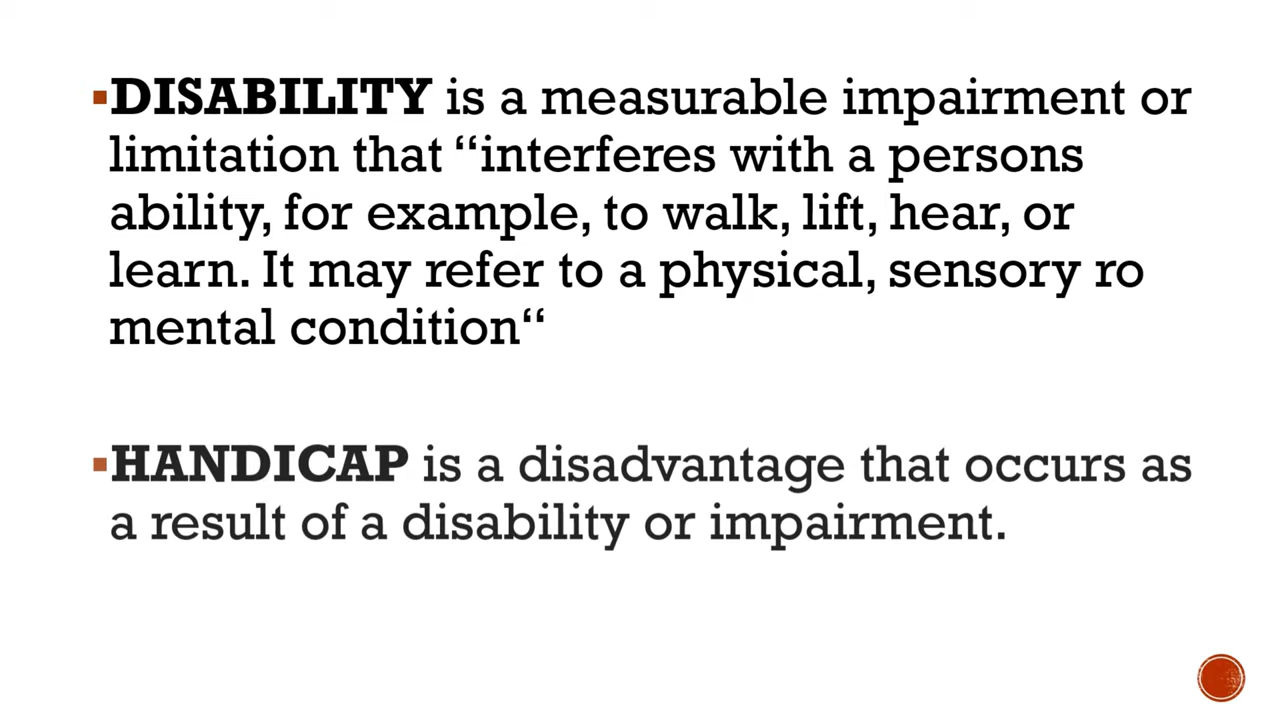 ▪DISABILITY is a measurable impairment or
limitation that “interferes with a persons
ability, for example, to walk, lift, hear, or
learn. It may refer to a physical, sensory ro
mental condition“
▪HANDICAP is a disadvantage that occurs as
a result of a disability or impairment.